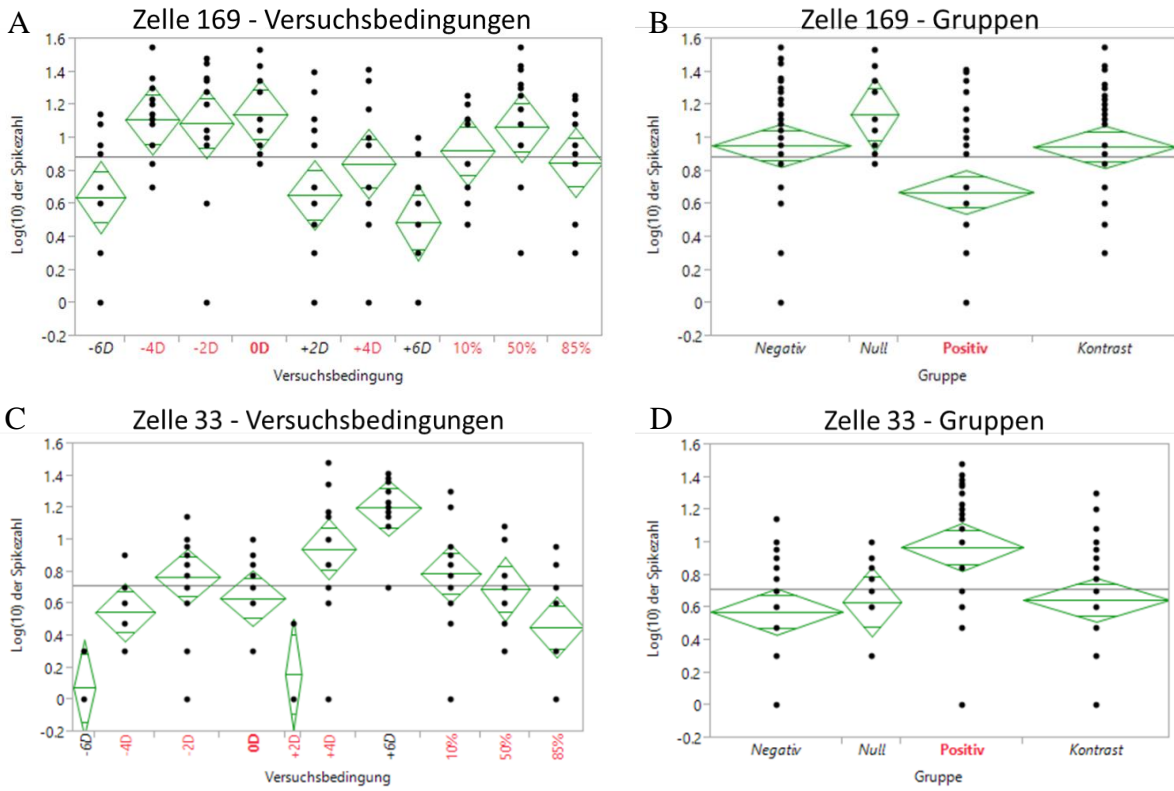 A
Zelle 169 - Versuchsbedingungen
Log(10) der Spikezahl
1.6
1.4
1.2
1
0.8
0.6
0.4
0.2
0
-0.2
-6D -4D -2D 0D +2D +4D +6D 10% 50% 85%
Versuchsbedingung
B
Zelle 169 - Gruppen
Log(10) der Spikezahl
1.6
1.4
1.2
1
0.8
0.6
0.4
0.2
0
-0.2
Negativ Null Positiv Kontrast
Gruppe
C
Zelle 33 - Versuchsbedingungen
Log(10) der Spikezahl
1.6
1.4
1.2
1
0.8
0.6
0.4
0.2
0
-0.2
-6D -4D -2D 0D +2D +4D +6D 10% 50% 85%
Versuchsbedingung
D
Zelle 33 - Gruppen
Log(10) der Spikezahl
1.6
1.4
1.2
1
0.8
0.6
0.4
0.2
0
-0.2
Negativ Null Positiv Kontrast
Gruppe